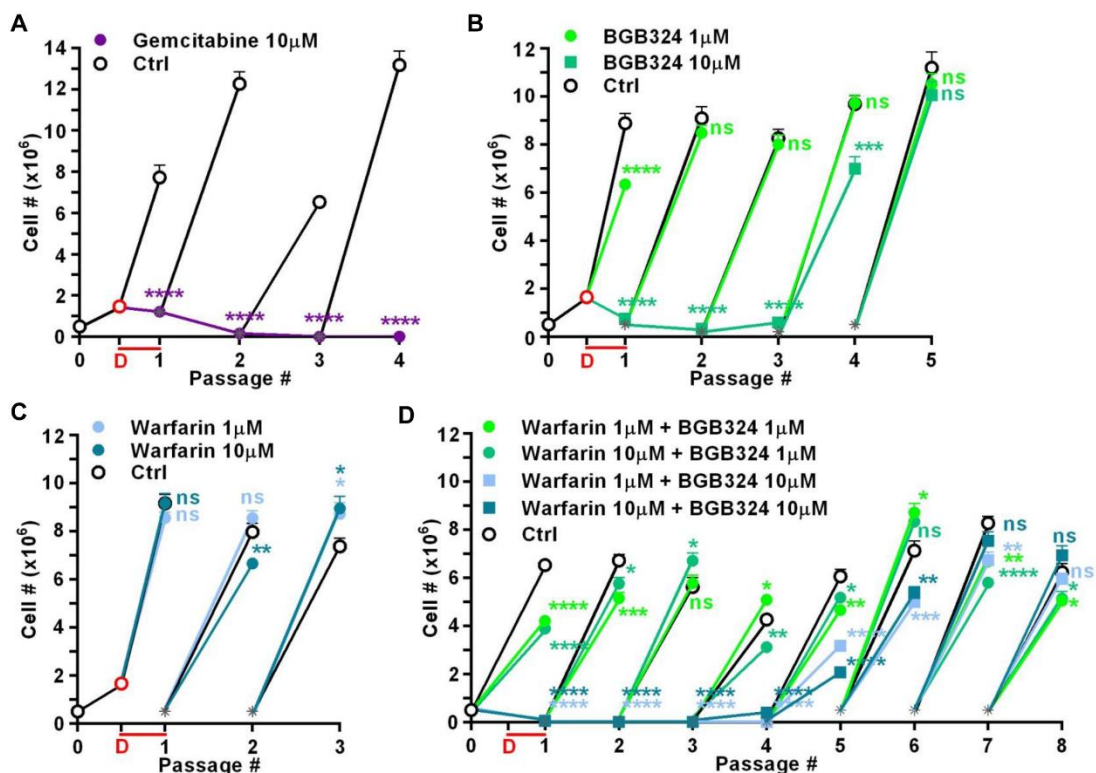 A
Gemcitabine 10μM
Ctrl
Cell # (x10⁶)
14
12
10
8
6
4
2
0
****
****
****
****
0 D 1 2 3 4
Passage #
B
BGB324 1μM
BGB324 10μM
Ctrl
Cell # (x10⁶)
12
10
8
6
4
2
0
****
ns
ns
ns
***
ns
ns
****
****
****
0 D 1 2 3 4 5
Passage #
C
Warfarin 1μM
Warfarin 10μM
Ctrl
Cell # (x10⁶)
12
10
8
6
4
2
0
ns
ns
ns
**
*
*
0 D 1 2 3
Passage #
D
Warfarin 1μM + BGB324 1μM
Warfarin 10μM + BGB324 1μM
Warfarin 1μM + BGB324 10μM
Warfarin 10μM + BGB324 10μM
Ctrl
Cell # (x10⁶)
12
10
8
6
4
2
0
****
****
****
****
*
***
****
****
*
ns
****
****
*
**
****
****
*
**
****
****
*
ns
**
***
ns
**
**
****
ns
ns
*
*
0 D 1 2 3 4 5 6 7 8
Passage #